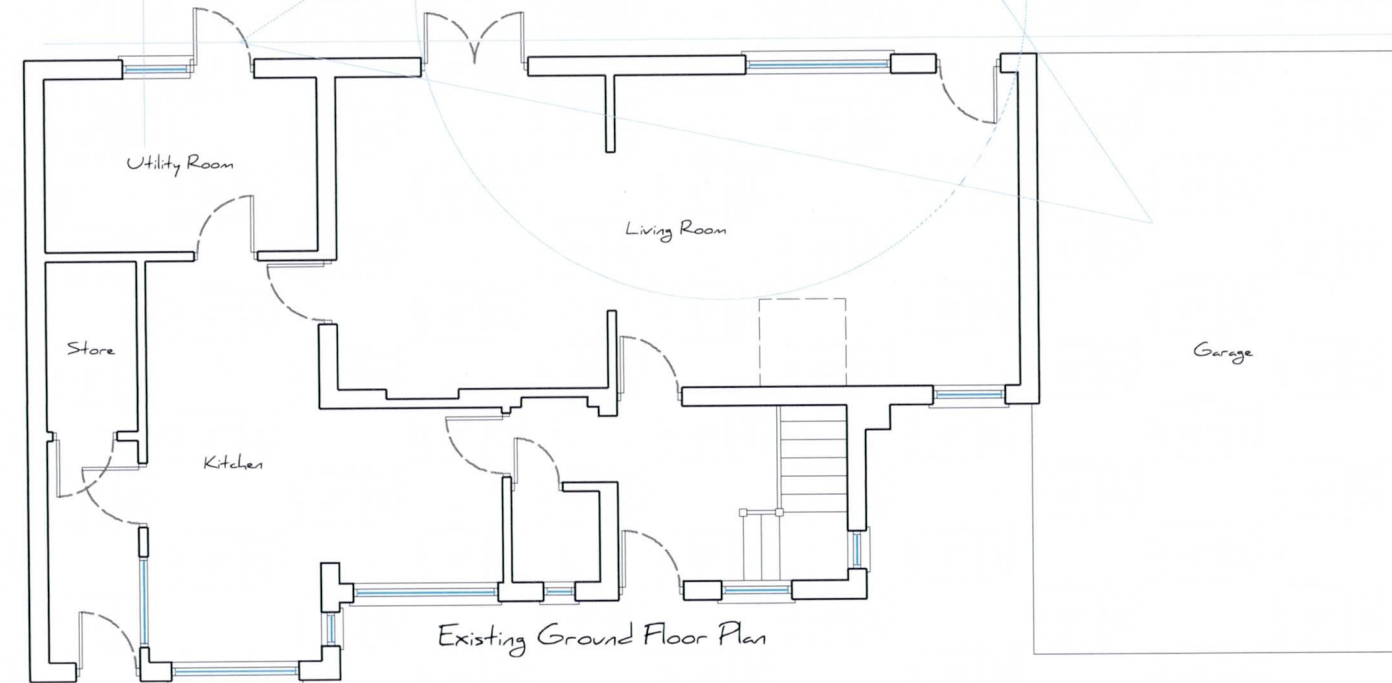 Utility Room
Living Room
Store
Garage
Kitchen
Existing Ground Floor Plan